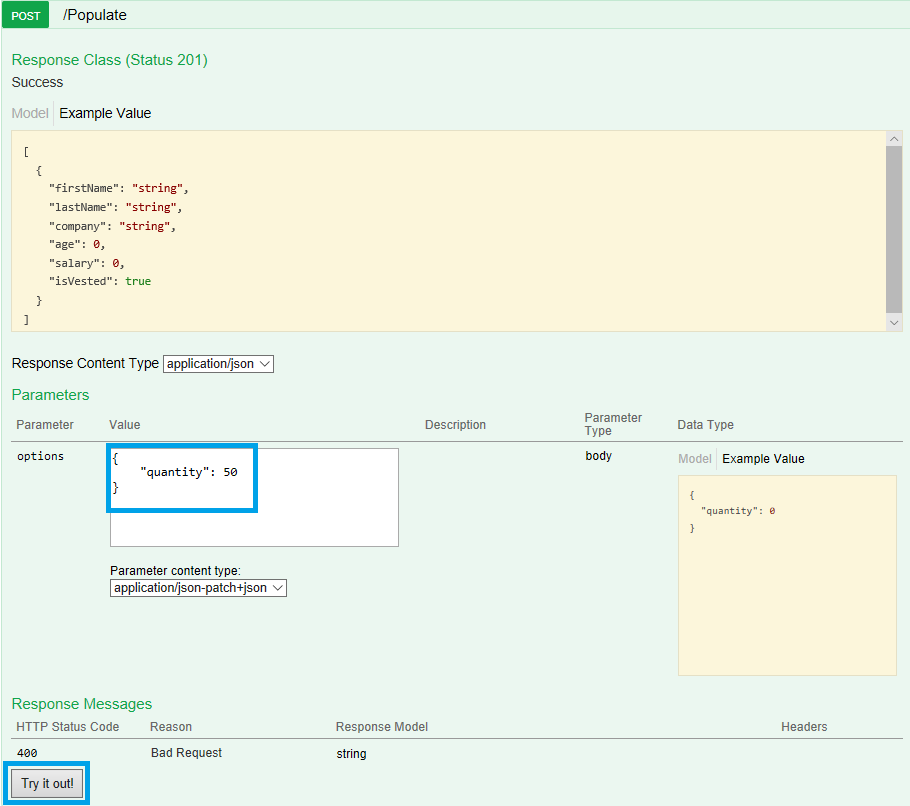 POST /Populate
Response Class (Status 201)
Success
Model Example Value
[
{
"firstName": "string",
"lastName": "string",
"company": "string",
"age": 0,
"salary": 0,
"isVested": true
}
]
Response Content Type application/json
Parameters
Parameter Value Description Parameter Type Data Type
options
{
"quantity": 50
}
Parameter content type:
application/json-patch+json
body
Model Example Value
{
"quantity": 0
}
Response Messages
HTTP Status Code Reason Response Model Headers
400 Bad Request string
Try it out!